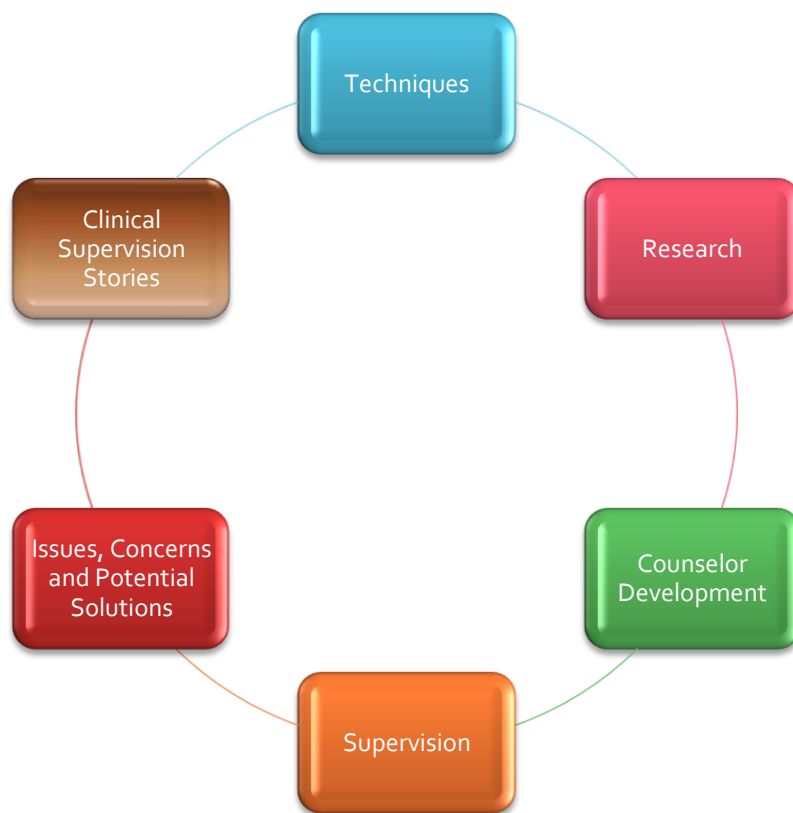 Techniques
Clinical
Supervision
Stories
Research
Issues, Concerns
and Potential
Solutions
Counselor
Development
Supervision